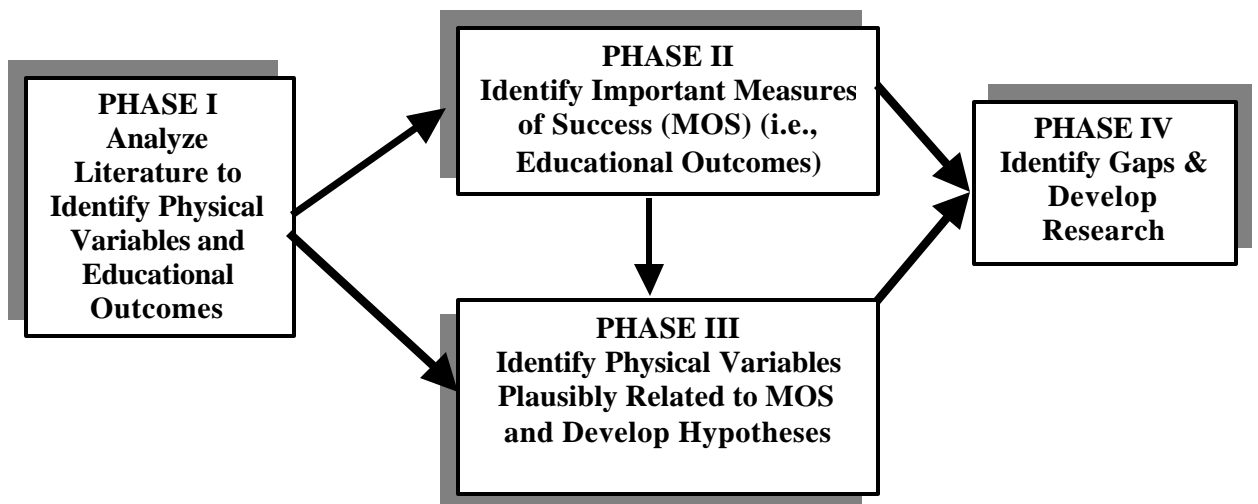 PHASE I
Analyze
Literature to
Identify Physical
Variables and
Educational
Outcomes
PHASE II
Identify Important Measures
of Success (MOS) (i.e.,
Educational Outcomes)
PHASE III
Identify Physical Variables
Plausibly Related to MOS
and Develop Hypotheses
PHASE IV
Identify Gaps &
Develop
Research